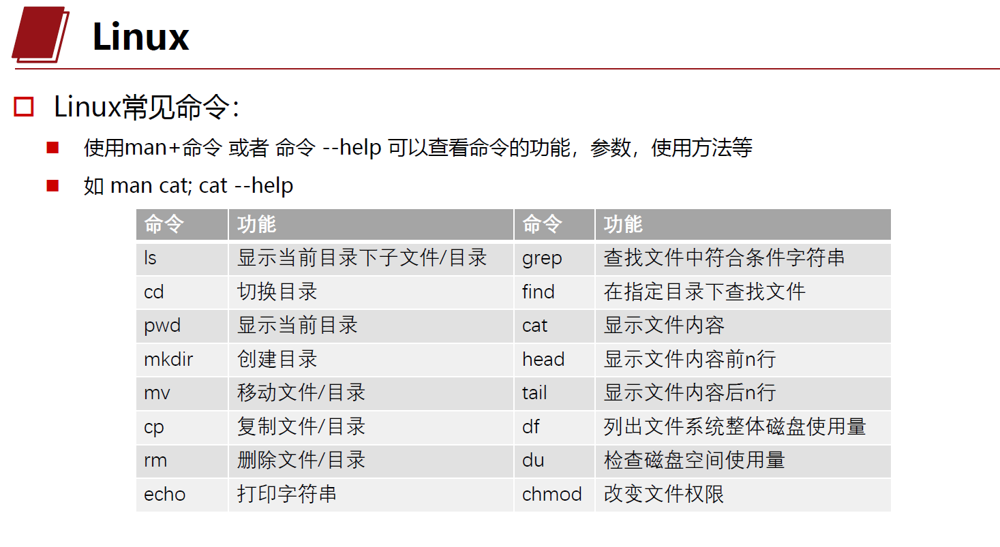 Linux
Linux常见命令：
使用man+命令 或者 命令 --help 可以查看命令的功能，参数，使用方法等
如 man cat; cat --help
命令 功能 命令 功能
ls 显示当前目录下子文件/目录 grep 查找文件中符合条件字符串
cd 切换目录 find 在指定目录下查找文件
pwd 显示当前目录 cat 显示文件内容
mkdir 创建目录 head 显示文件内容前n行
mv 移动文件/目录 tail 显示文件内容后n行
cp 复制文件/目录 df 列出文件系统整体磁盘使用量
rm 删除文件/目录 du 检查磁盘空间使用量
echo 打印字符串 chmod 改变文件权限